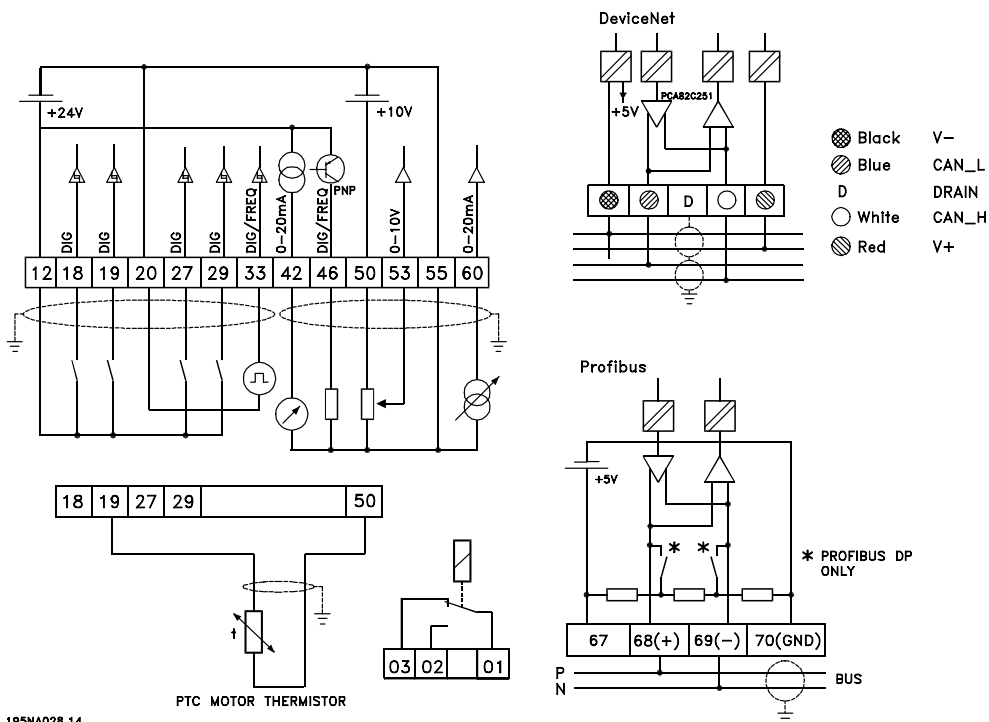 DeviceNet
+24V
+10V
+5V
PCA82C251
Black V-
Blue CAN_L
D DRAIN
White CAN_H
Red V+
D
DIG
DIG
DIG
DIG
DIG/FREQ
0-20mA
DIG/FREQ
PNP
0-10V
0-20mA
12 18 19 20 27 29 33 42 46 50 53 55 60
Profibus
+5V
* *
* PROFIBUS DP
ONLY
67 68(+) 69(-) 70(GND)
P
N
BUS
18 19 27 29 50
t
PTC MOTOR THERMISTOR
03 02 01
195NA028.14